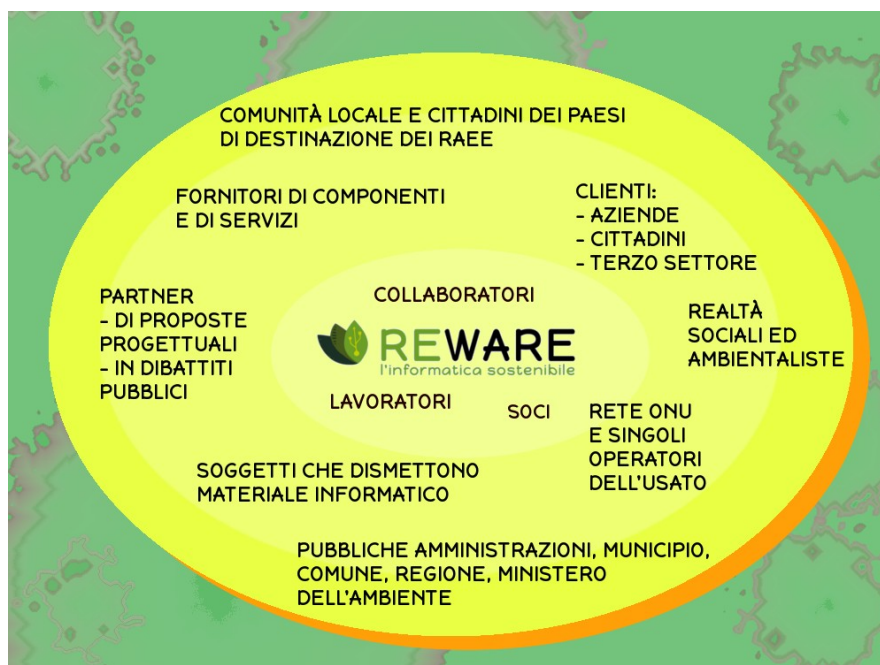 COMUNITÀ LOCALE E CITTADINI DEI PAESI
DI DESTINAZIONE DEI RAEE
FORNITORI DI COMPONENTI
E DI SERVIZI
CLIENTI:
- AZIENDE
- CITTADINI
- TERZO SETTORE
PARTNER
- DI PROPOSTE
PROGETTUALI
- IN DIBATTITI
PUBBLICI
COLLABORATORI
REWARE
l'informatica sostenibile
LAVORATORI
SOCI
REALTÀ
SOCIALI ED
AMBIENTALISTE
RETE ONU
E SINGOLI
OPERATORI
DELL'USATO
SOGGETTI CHE DISMETTONO
MATERIALE INFORMATICO
PUBBLICHE AMMINISTRAZIONI, MUNICIPIO,
COMUNE, REGIONE, MINISTERO
DELL'AMBIENTE